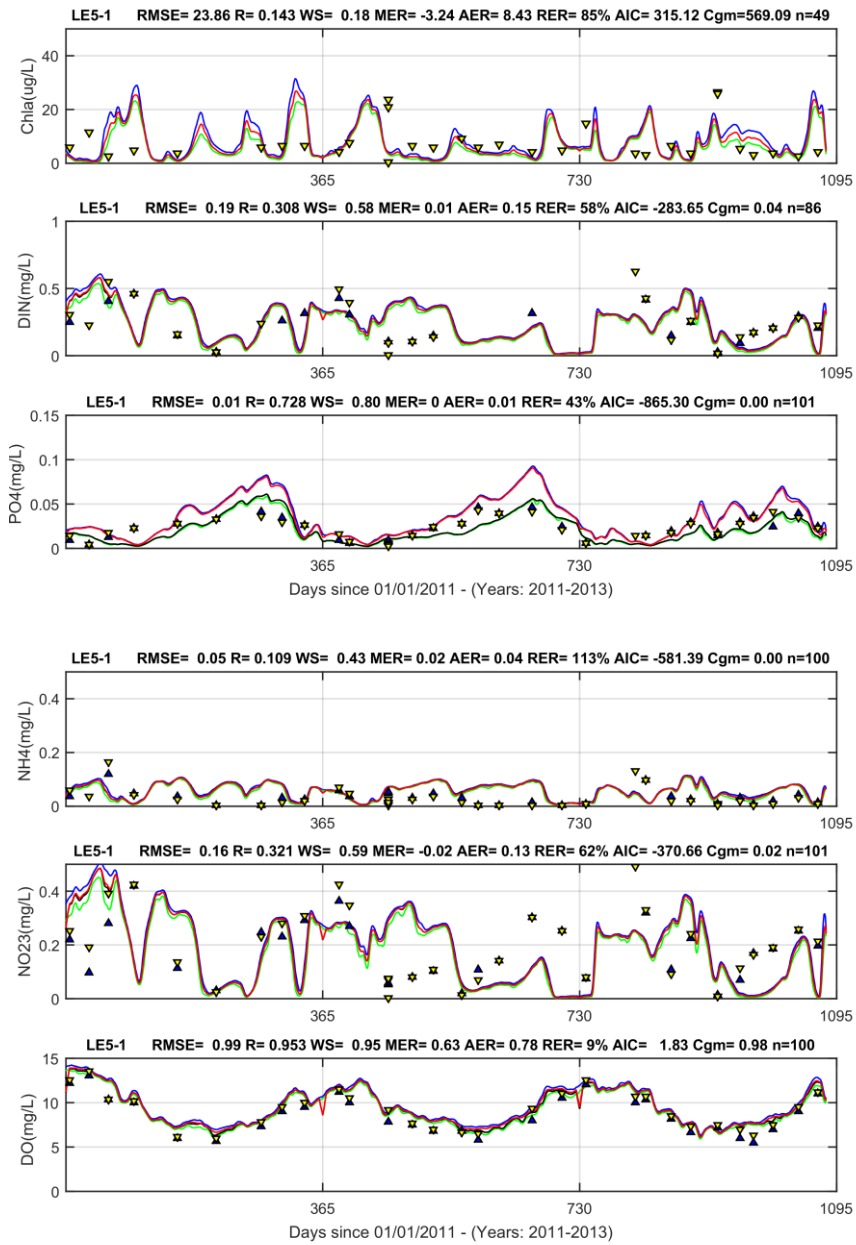 LE5-1 RMSE= 23.86 R= 0.143 WS= 0.18 MER= -3.24 AER= 8.43 RER= 85% AIC= 315.12 Cgm=569.09 n=49
Chla(ug/L)
40
20
0
365
730
1095
LE5-1 RMSE= 0.19 R= 0.308 WS= 0.58 MER= 0.01 AER= 0.15 RER= 58% AIC= -283.65 Cgm= 0.04 n=86
DIN(mg/L)
1
0.5
0
365
730
1095
LE5-1 RMSE= 0.01 R= 0.728 WS= 0.80 MER= 0 AER= 0.01 RER= 43% AIC= -865.30 Cgm= 0.00 n=101
PO4(mg/L)
0.15
0.1
0.05
0
365
730
1095
Days since 01/01/2011 - (Years: 2011-2013)
LE5-1 RMSE= 0.05 R= 0.109 WS= 0.43 MER= 0.02 AER= 0.04 RER= 113% AIC= -581.39 Cgm= 0.00 n=100
NH4(mg/L)
0.4
0.2
0
365
730
1095
LE5-1 RMSE= 0.16 R= 0.321 WS= 0.59 MER= -0.02 AER= 0.13 RER= 62% AIC= -370.66 Cgm= 0.02 n=101
NO23(mg/L)
0.4
0.2
0
365
730
1095
LE5-1 RMSE= 0.99 R= 0.953 WS= 0.95 MER= 0.63 AER= 0.78 RER= 9% AIC= 1.83 Cgm= 0.98 n=100
DO(mg/L)
15
10
5
0
365
730
1095
Days since 01/01/2011 - (Years: 2011-2013)